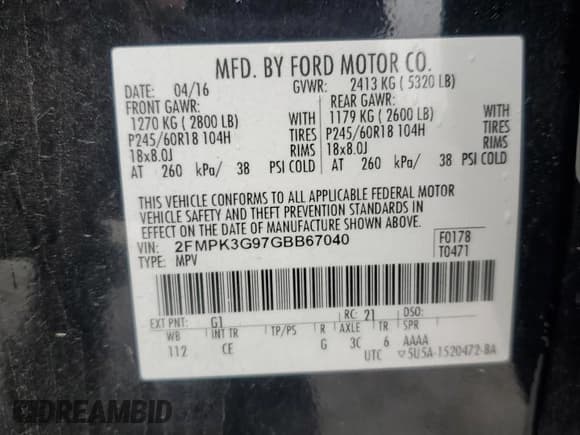 MFD. BY FORD MOTOR CO.
DATE: 04/16 GVWR: 2413 KG ( 5320 LB)
FRONT GAWR: REAR GAWR:
1270 KG ( 2800 LB) 1179 KG ( 2600 LB)
P245/60R18 104H TIRES P245/60R18 104H TIRES
18x8.0J RIMS 18x8.0J RIMS
AT 260 kPa/ 38 PSI COLD AT 260 kPa/ 38 PSI COLD
THIS VEHICLE CONFORMS TO ALL APPLICABLE FEDERAL MOTOR
VEHICLE SAFETY AND THEFT PREVENTION STANDARDS IN
EFFECT ON THE DATE OF MANUFACTURE SHOWN ABOVE.
VIN: 2FMPK3G97GBB67040 F0178
TYPE: MPV T0471
EXT PNT: G1 RC: 21 DSO:
WB INT TR TP/PS R AXLE TR SPR
112 CE G 3C 6 AAAA
UTC ▽5U5A-1520472-BA
DREAMBID